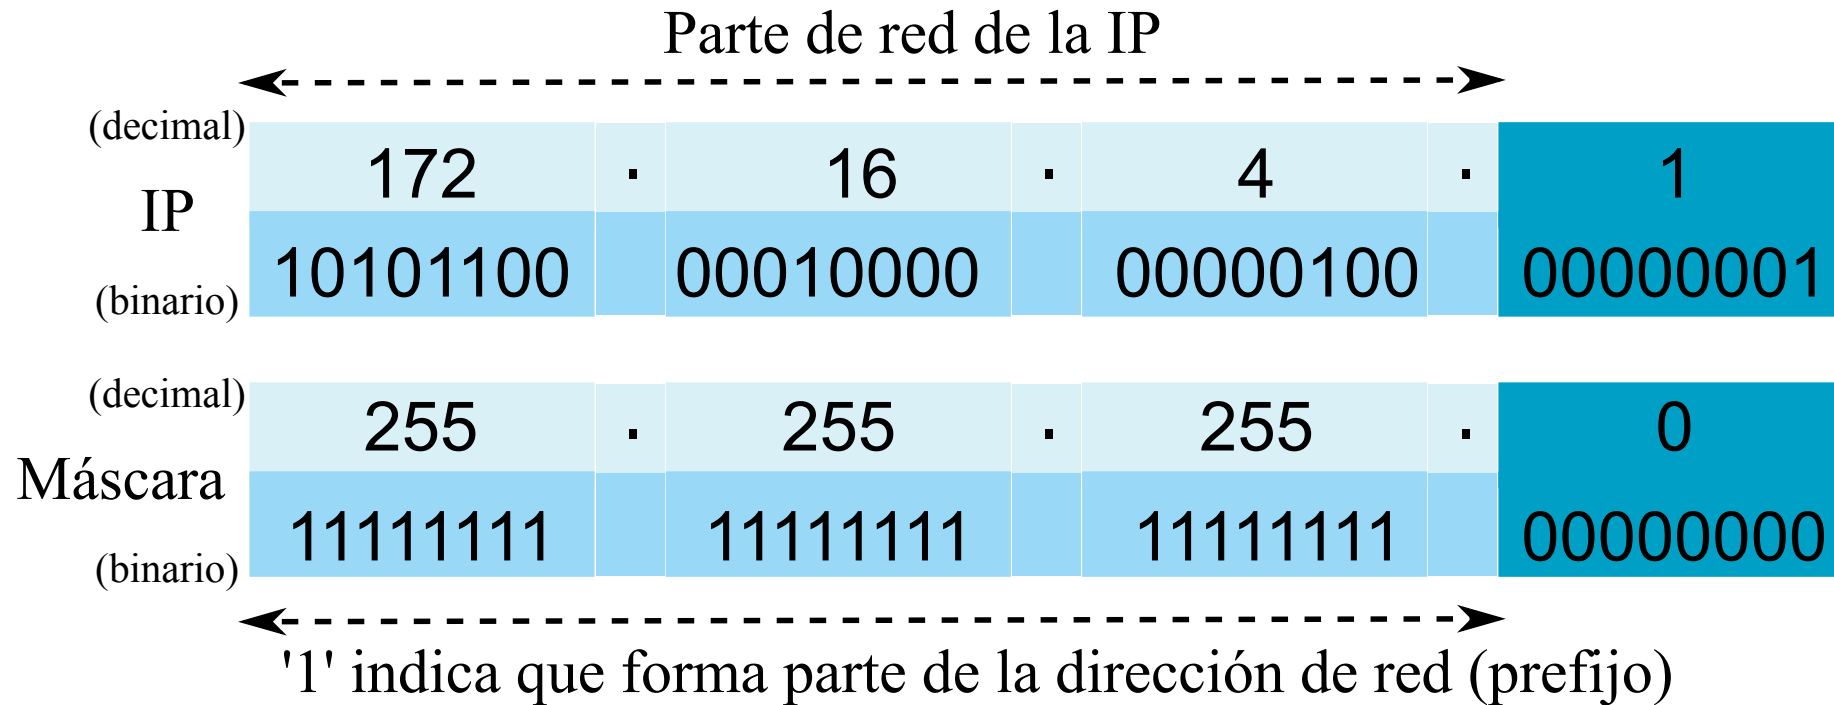 Parte de red de la IP
(decimal)
172 . 16 . 4 . 1
IP
10101100 00010000 00000100 00000001
(binario)
(decimal)
255 . 255 . 255 . 0
Máscara
11111111 11111111 11111111 00000000
(binario)
'1' indica que forma parte de la dirección de red (prefijo)